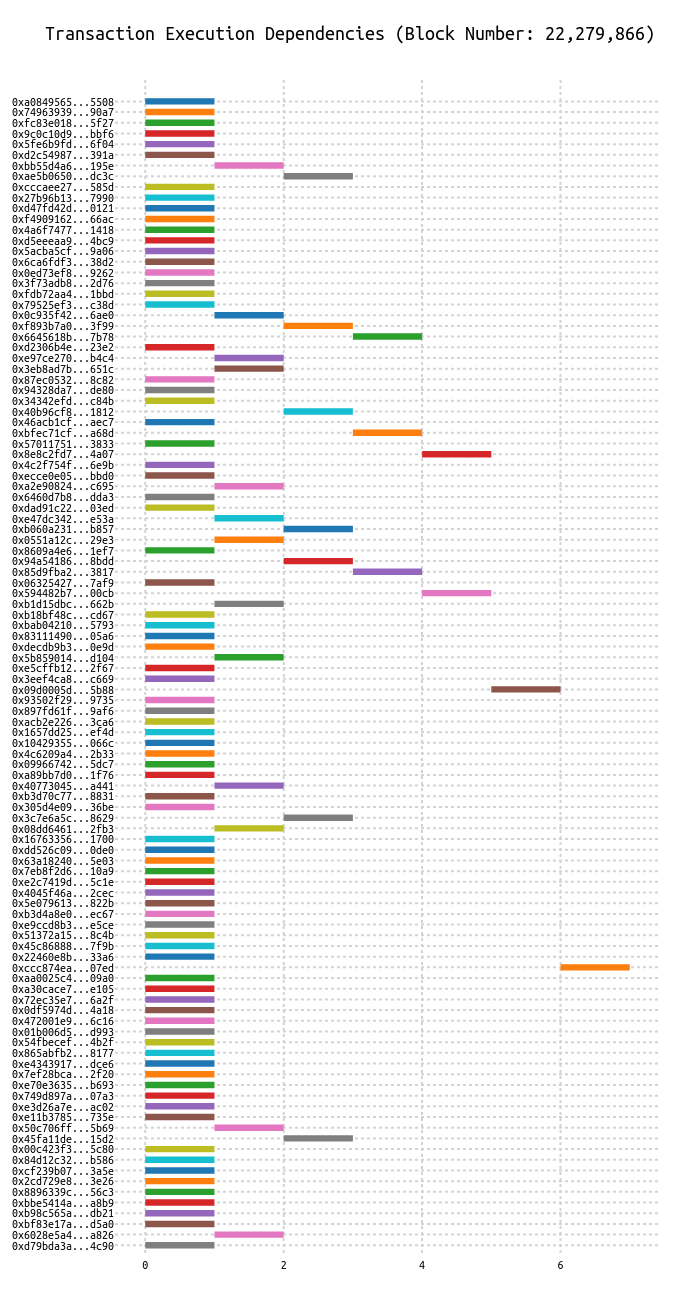 Transaction Execution Dependencies (Block Number: 22,279,866)
0xa0849565...5508
0x74963939...90a7
0xfc83e018...5f27
0x9c0c10d9...bbf6
0x5fe6b9fd...6f04
0xd2c54987...391a
0xbb55d4a6...195e
0xae5b0650...dc3c
0xcccaee27...585d
0x27b96b13...7990
0xd47fd42d...0121
0xf4909162...66ac
0x4a6f7477...1418
0xd5eeeaa9...4bc9
0x5acba5cf...9a06
0x6ca6fdf3...38d2
0x0ed73ef8...9262
0x3f73adb8...2d76
0xfdb72aa4...1bbd
0x79525ef3...c38d
0x0c935f42...6ae0
0xf893b7a0...3f99
0x6645618b...7b78
0xd2306b4e...23e2
0xe97ce270...b4c4
0x3eb8ad7b...651c
0x87ec0532...8c82
0x94328da7...de80
0x34342efd...c84b
0x40b96cf8...1812
0x46acb1cf...aec7
0xbfec71cf...a68d
0x57011751...3833
0x8e8c2fd7...4a07
0x4c2f754f...6e9b
0xecce0e05...bbd0
0xa2e90824...c695
0x6460d7b8...dda3
0xdad91c22...03ed
0xe47dc342...e53a
0xb060a231...b857
0x0551a12c...29e3
0x8609a4e6...1ef7
0x94a54186...8bdd
0x85d9fba2...3817
0x06325427...7af9
0x594482b7...00cb
0xb1d15dbc...662b
0xb18bf48c...cd67
0xbab04210...5793
0x83111490...05a6
0xdecdb9b3...0e9d
0x5b859014...d104
0xe5cffb12...2f67
0x3eef4ca8...c669
0x09d0005d...5b88
0x93502f29...9735
0x897fd61f...9af6
0xacb2e226...3ca6
0x1657dd25...ef4d
0x10429355...066c
0x4c6209a4...2b33
0x09966742...5dc7
0xa89bb7d0...1f76
0x40773045...a441
0xb3d70c77...8831
0x305d4e09...36be
0x3c7e6a5c...8629
0x08dd6461...2fb3
0x16763356...1700
0xdd526c09...0de0
0x63a18240...5e03
0x7eb8f2d6...10a9
0xe2c7419d...5c1e
0x4045f46a...2cec
0x5e079613...822b
0xb3d4a8e0...ec67
0xe9ccd8b3...e5ce
0x51372a15...8c4b
0x45c86888...7f9b
0x22460e8b...33a6
0xccc874ea...07ed
0xaa0025c4...09a0
0xa30cace7...e105
0x72ec35e7...6a2f
0x0df5974d...4a18
0x472001e9...6c16
0x01b006d5...d993
0x54fbecef...4b2f
0x865abfb2...8177
0xe4343917...dce6
0x7ef28bca...2f20
0xe70e3635...b693
0x749d897a...07a3
0xe3d26a7e...ac02
0xe11b3785...735e
0x50c706ff...5b69
0x45fa11de...15d2
0x00c423f3...5c80
0x84d12c32...b586
0xcf239b07...3a5e
0x2cd729e8...3e26
0x8896339c...56c3
0xbbe5414a...a8b9
0xb98c565a...db21
0xbf83e17a...d5a0
0x6028e5a4...a826
0xd79bda3a...4c90
0 2 4 6